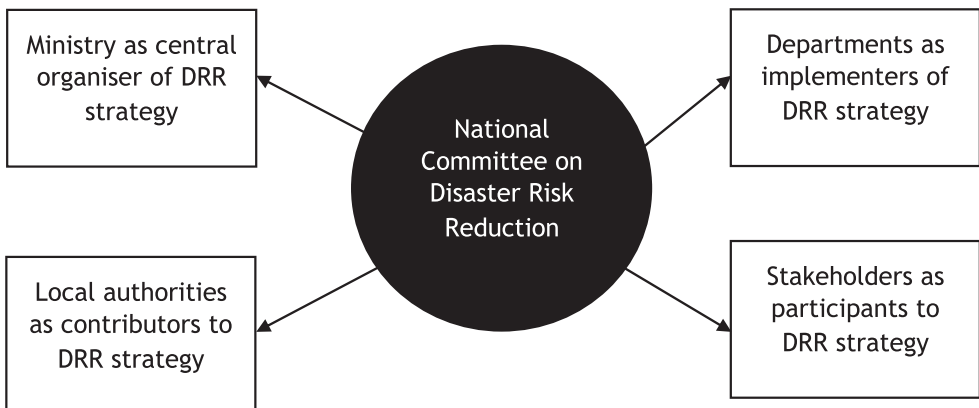 Ministry as central
organiser of DRR
strategy
Departments as
implementers of
DRR strategy
National
Committee on
Disaster Risk
Reduction
Local authorities
as contributors to
DRR strategy
Stakeholders as
participants to
DRR strategy